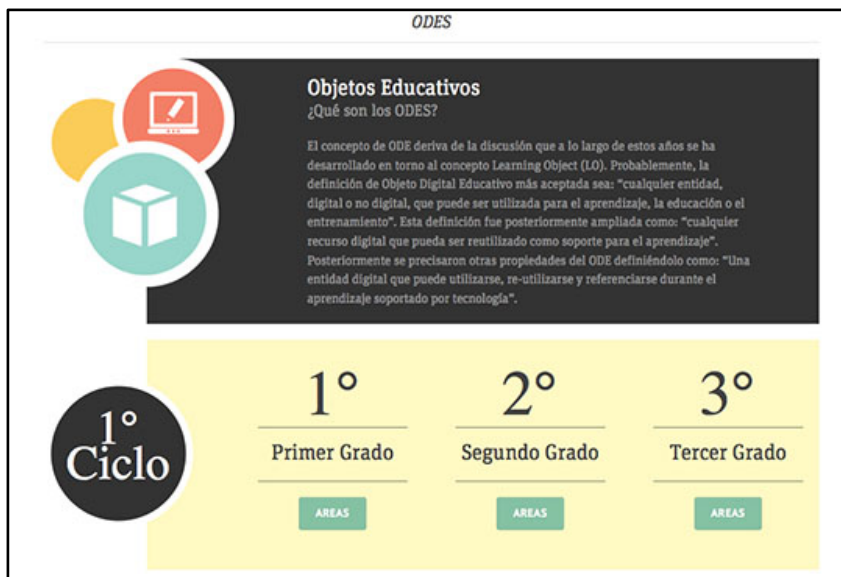 ODES
Objetos Educativos
¿Qué son los ODES?
El concepto de ODE deriva de la discusión que a lo largo de estos años se ha
desarrollado en torno al concepto Learning Object (LO). Probablemente, la
definición de Objeto Digital Educativo más aceptada sea: "cualquier entidad,
digital o no digital, que puede ser utilizada para el aprendizaje, la educación o el
entrenamiento". Esta definición fue posteriormente ampliada como: "cualquier
recurso digital que pueda ser reutilizado como soporte para el aprendizaje".
Posteriormente se precisaron otras propiedades del ODE definiéndolo como: "Una
entidad digital que puede utilizarse, re-utilizarse y referenciarse durante el
aprendizaje soportado por tecnología".
1°
Ciclo
1°
Primer Grado
AREAS
2°
Segundo Grado
AREAS
3°
Tercer Grado
AREAS